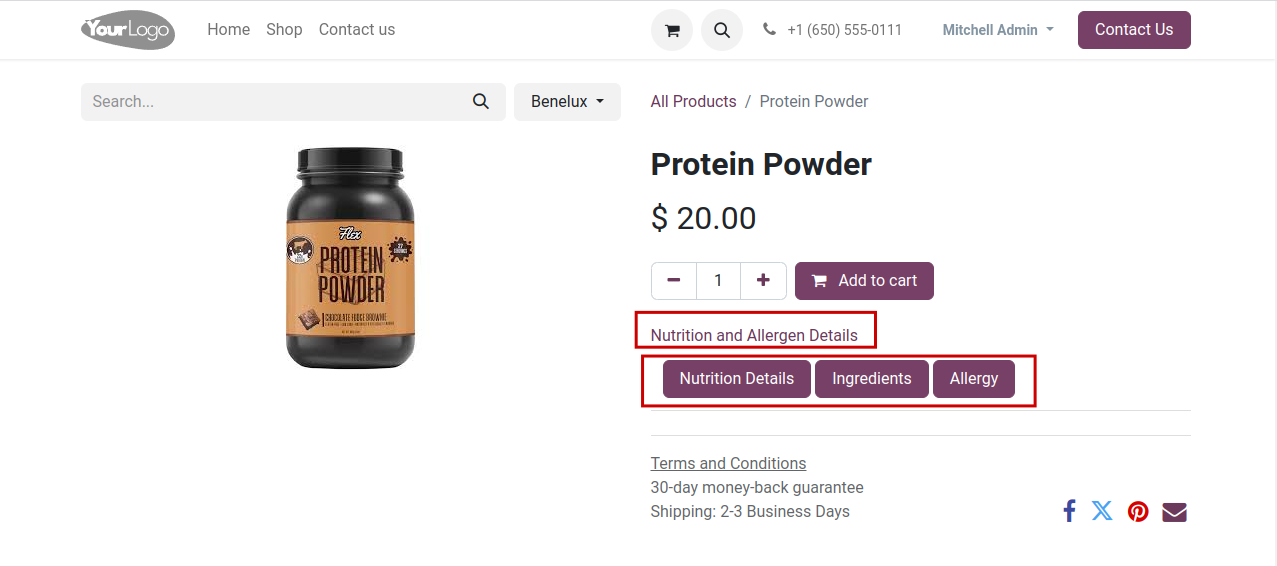 YourLogo
Home Shop Contact us
+1 (650) 555-0111
Mitchell Admin
Contact Us
Search...
Benelux
All Products / Protein Powder
Flex
PROTEIN
POWDER
CHOCOLATE FUDGE BROWNIE
Protein Powder
$ 20.00
1
Add to cart
Nutrition and Allergen Details
Nutrition Details Ingredients Allergy
Terms and Conditions
30-day money-back guarantee
Shipping: 2-3 Business Days